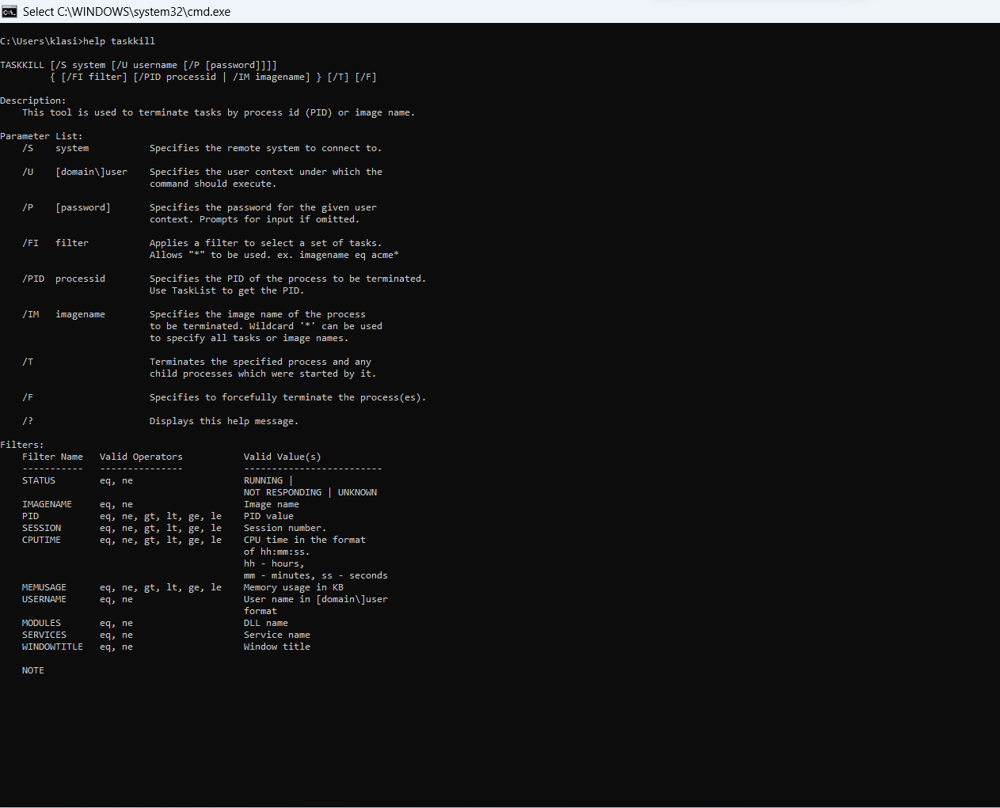 Select C:\WINDOWS\system32\cmd.exe
C:\Users\klasi>help taskkill
TASKKILL [/S system [/U username [/P [password]]]]
         { [/FI filter] [/PID processid | /IM imagename] } [/T] [/F]
Description:
    This tool is used to terminate tasks by process id (PID) or image name.
Parameter List:
    /S    system           Specifies the remote system to connect to.
    /U    [domain\]user    Specifies the user context under which the
                           command should execute.
    /P    [password]       Specifies the password for the given user
                           context. Prompts for input if omitted.
    /FI   filter           Applies a filter to select a set of tasks.
                           Allows "*" to be used. ex. imagename eq acme*
    /PID  processid        Specifies the PID of the process to be terminated.
                           Use TaskList to get the PID.
    /IM   imagename        Specifies the image name of the process
                           to be terminated. Wildcard '*' can be used
                           to specify all tasks or image names.
    /T                     Terminates the specified process and any
                           child processes which were started by it.
    /F                     Specifies to forcefully terminate the process(es).
    /?                     Displays this help message.
Filters:
    Filter Name   Valid Operators           Valid Value(s)
    -----------   ---------------           -------------------------
    STATUS        eq, ne                    RUNNING |
                                            NOT RESPONDING | UNKNOWN
    IMAGENAME     eq, ne                    Image name
    PID           eq, ne, gt, lt, ge, le    PID value
    SESSION       eq, ne, gt, lt, ge, le    Session number.
    CPUTIME       eq, ne, gt, lt, ge, le    CPU time in the format
                                            of hh:mm:ss.
                                            hh - hours,
                                            mm - minutes, ss - seconds
    MEMUSAGE      eq, ne, gt, lt, ge, le    Memory usage in KB
    USERNAME      eq, ne                    User name in [domain\]user
                                            format
    MODULES       eq, ne                    DLL name
    SERVICES      eq, ne                    Service name
    WINDOWTITLE   eq, ne                    Window title
    NOTE